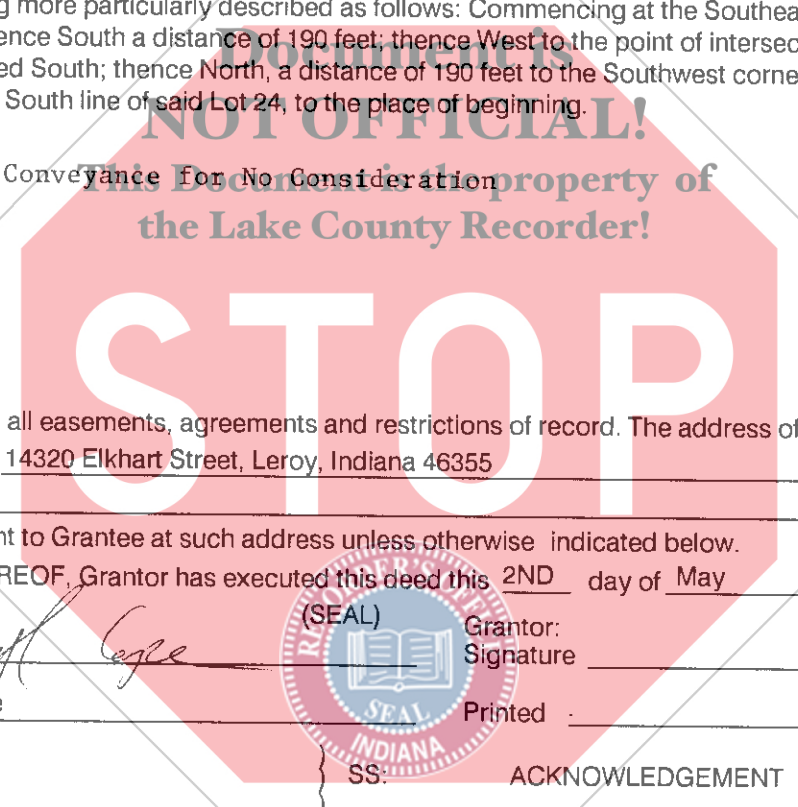 more particularly described as follows: Commencing at the Southea
ence South a distance of 190 feet; thence West to the point of intersec
ed South; thence North, a distance of 190 feet to the Southwest corne
South line of said Lot 24, to the place of beginning.
Document is
NOT OFFICIAL!
Conveyance for No Consideration
This Document is the property of
the Lake County Recorder!
STOP
all easements, agreements and restrictions of record. The address of
14320 Elkhart Street, Leroy, Indiana 46355
nt to Grantee at such address unless otherwise indicated below.
REOF, Grantor has executed this deed this 2ND day of May
(SEAL)
Grantor:
Signature
RECORDER'S OFFICE
SEAL
INDIANA
Printed
SS: ACKNOWLEDGEMENT